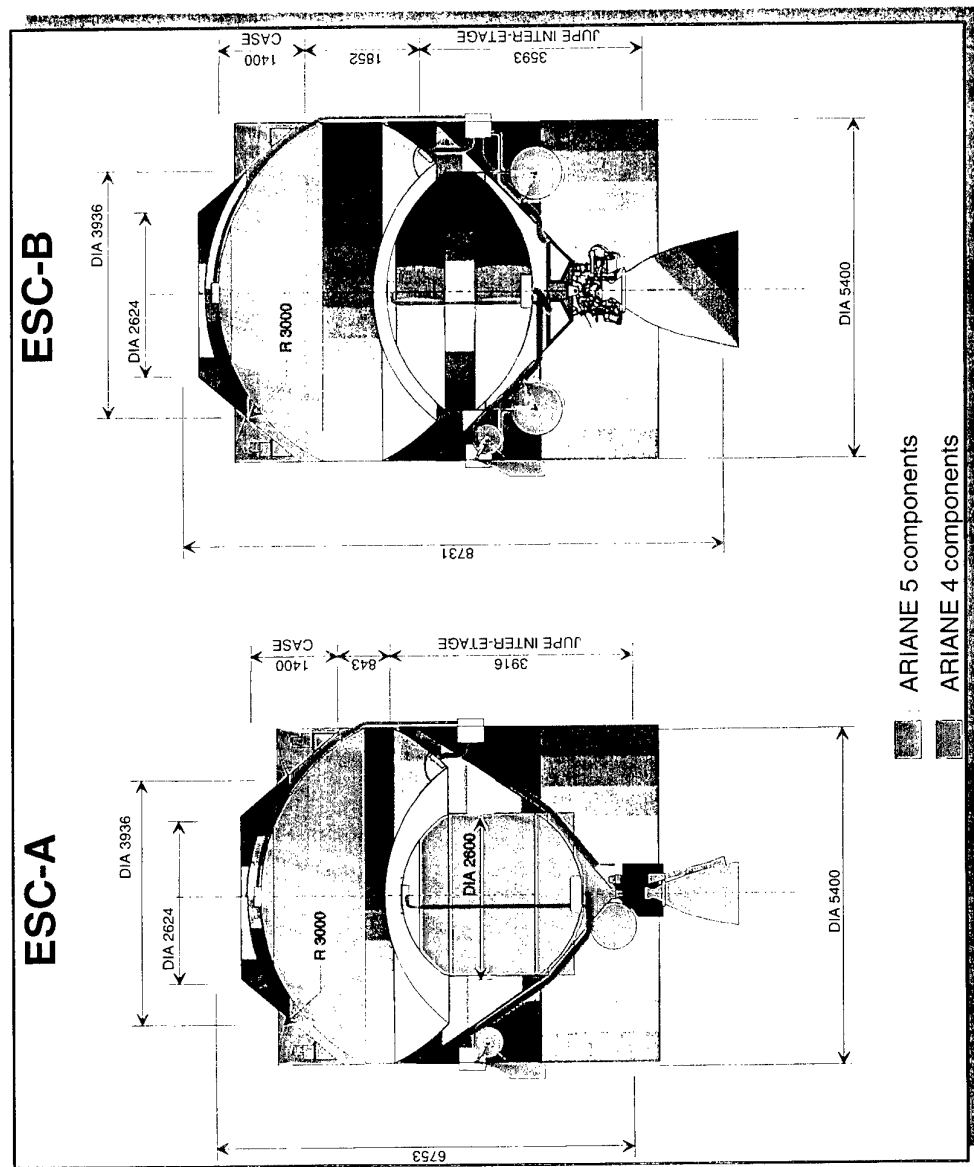 ESC-A
DIA 3936
DIA 2624
R 3000
DIA 2600
DIA 5400
6753
CASE
1400
843
JUPE INTER-ETAGE
3916
ESC-B
DIA 3936
DIA 2624
R 3000
DIA 5400
8731
CASE
1400
1852
JUPE INTER-ETAGE
3593
ARIANE 5 components
ARIANE 4 components